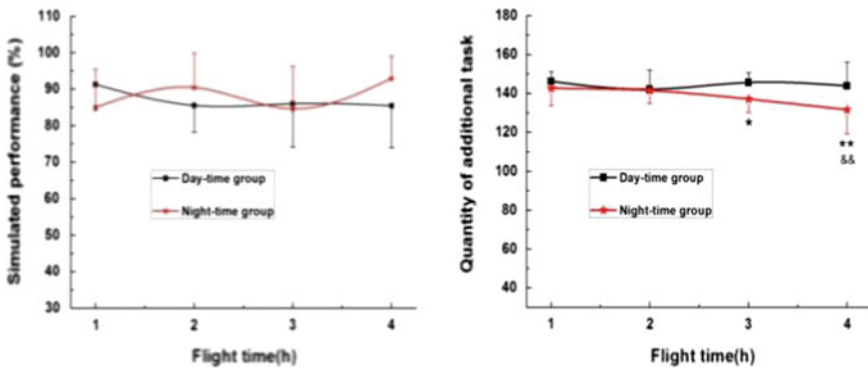 Simulated performance (%)
110
100
90
80
70
60
50
40
30
Day-time group
Night-time group
1 2 3 4
Flight time(h)
Quantity of additional task
180
160
140
120
100
80
60
40
★
★★
&&
Day-time group
Night-time group
1 2 3 4
Flight time(h)